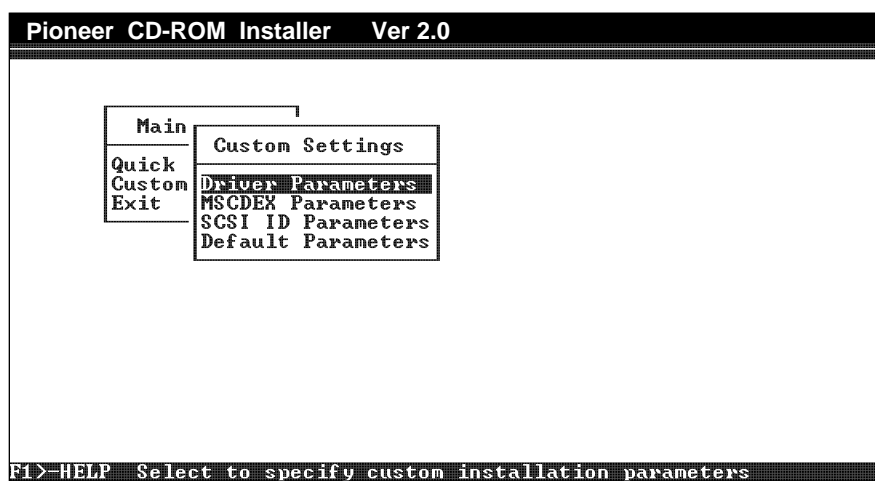 Pioneer CD-ROM Installer Ver 2.0
Main
Custom Settings
Quick
Custom
Exit
Driver Parameters
MSCDEX Parameters
SCSI ID Parameters
Default Parameters
F1>-HELP Select to specify custom installation parameters